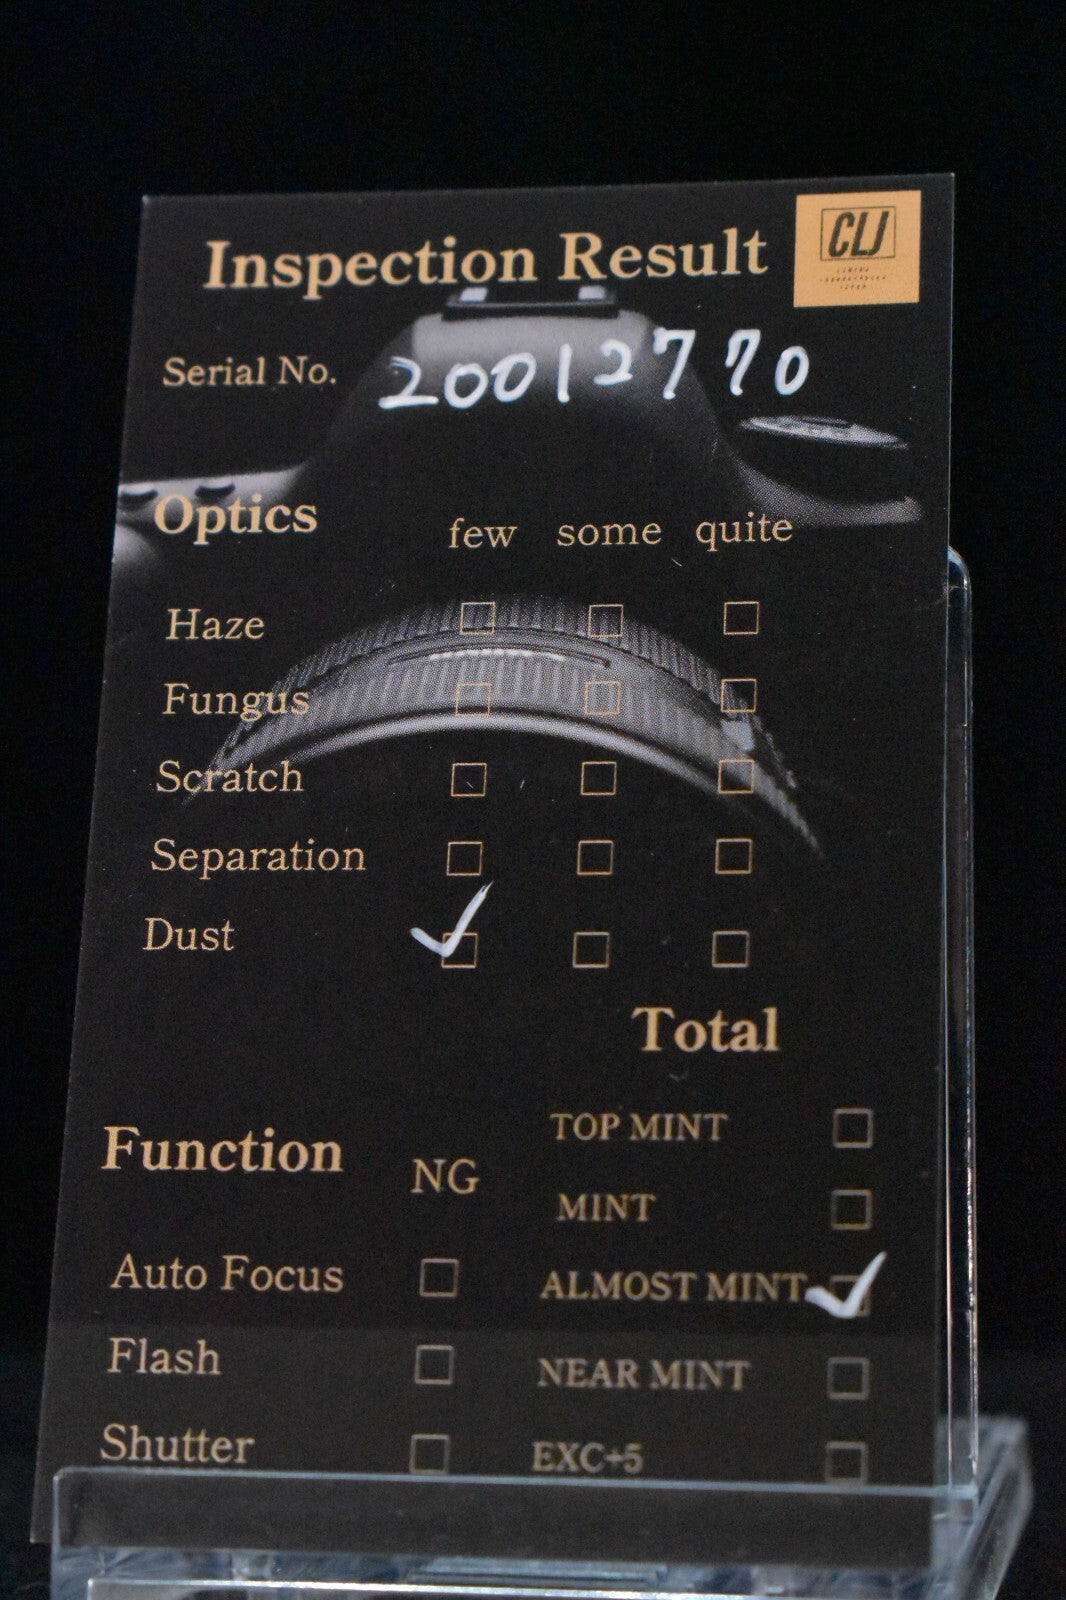 Inspection Result
CLJ
Serial No. 20012770
Optics few some quite
Haze
Fungus
Scratch
Separation
Dust
Total
TOP MINT
Function NG
MINT
Auto Focus
ALMOST MINT
Flash
NEAR MINT
Shutter
EXC+5